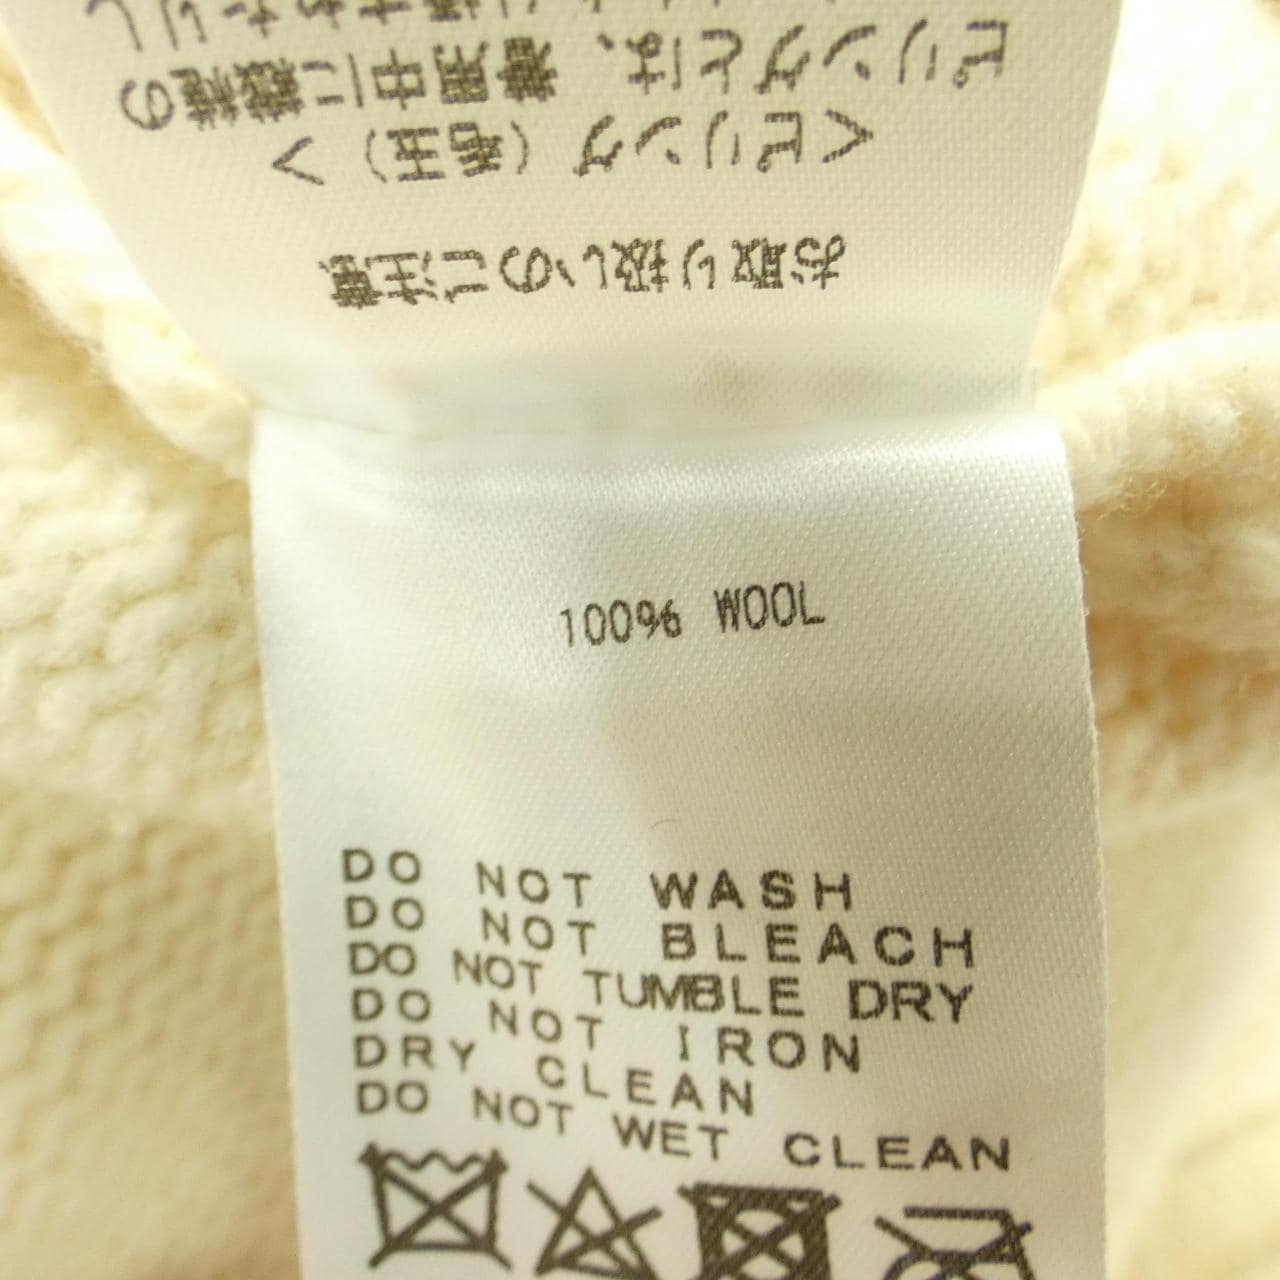 お取り扱いのご注意
＜ピリング（毛玉）＞
ピリングとは、着用中に繊維の
100% WOOL
DO NOT WASH
DO NOT BLEACH
DO NOT TUMBLE DRY
DO NOT IRON
DRY CLEAN
DO NOT WET CLEAN